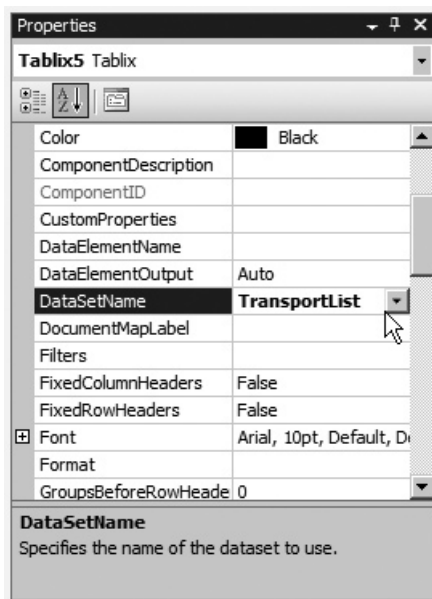 Properties
Tablix5 Tablix
Color Black
ComponentDescription
ComponentID
CustomProperties
DataElementName
DataElementOutput Auto
DataSetName TransportList
DocumentMapLabel
Filters
FixedColumnHeaders False
FixedRowHeaders False
Font Arial, 10pt, Default, D
Format
GroupsBeforeRowHeade 0
DataSetName
Specifies the name of the dataset to use.